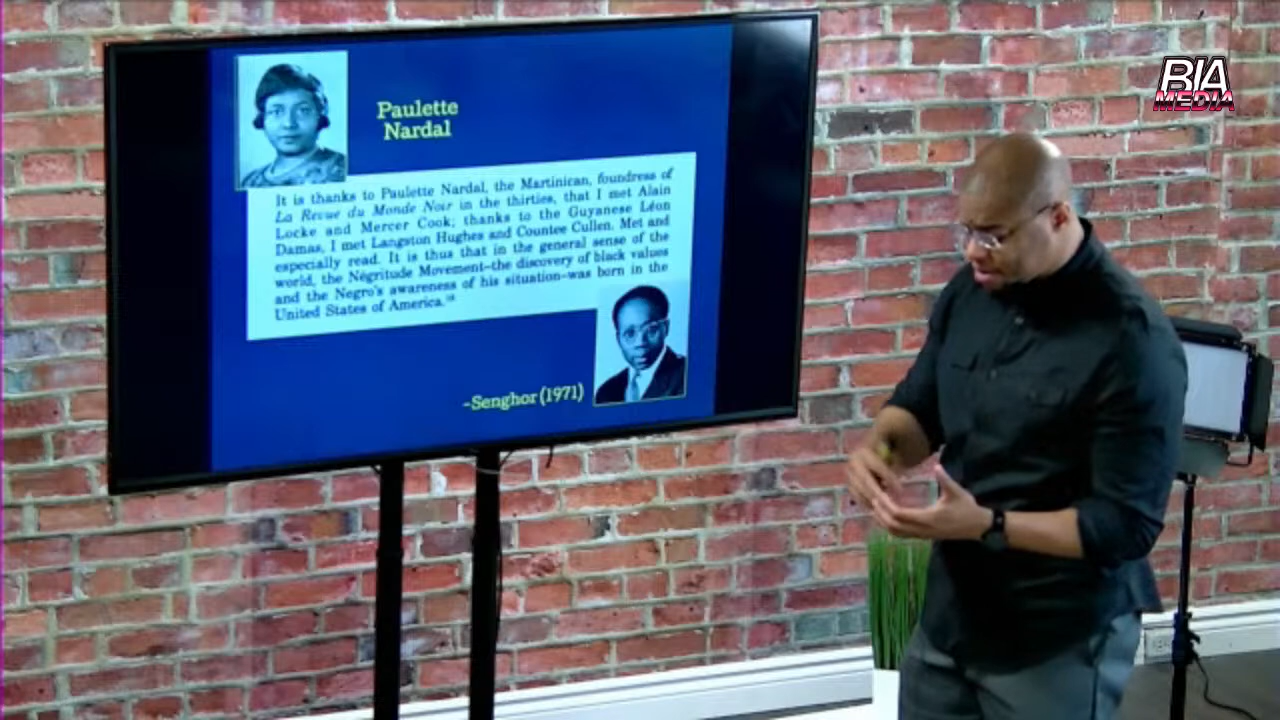 BIA
MEDIA
Paulette
Nardal
It is thanks to Paulette Nardal, the Martinican, foundress of
La Revue du Monde Noir in the thirties, that I met Alain
Locke and Mercer Cook; thanks to the Guyanese Léon
Damas, I met Langston Hughes and Countee Cullen. Met and
especially read. It is thus that in the general sense of the
world, the Négritude Movement—the discovery of black values
and the Negro's awareness of his situation—was born in the
United States of America.
–Senghor (1971)